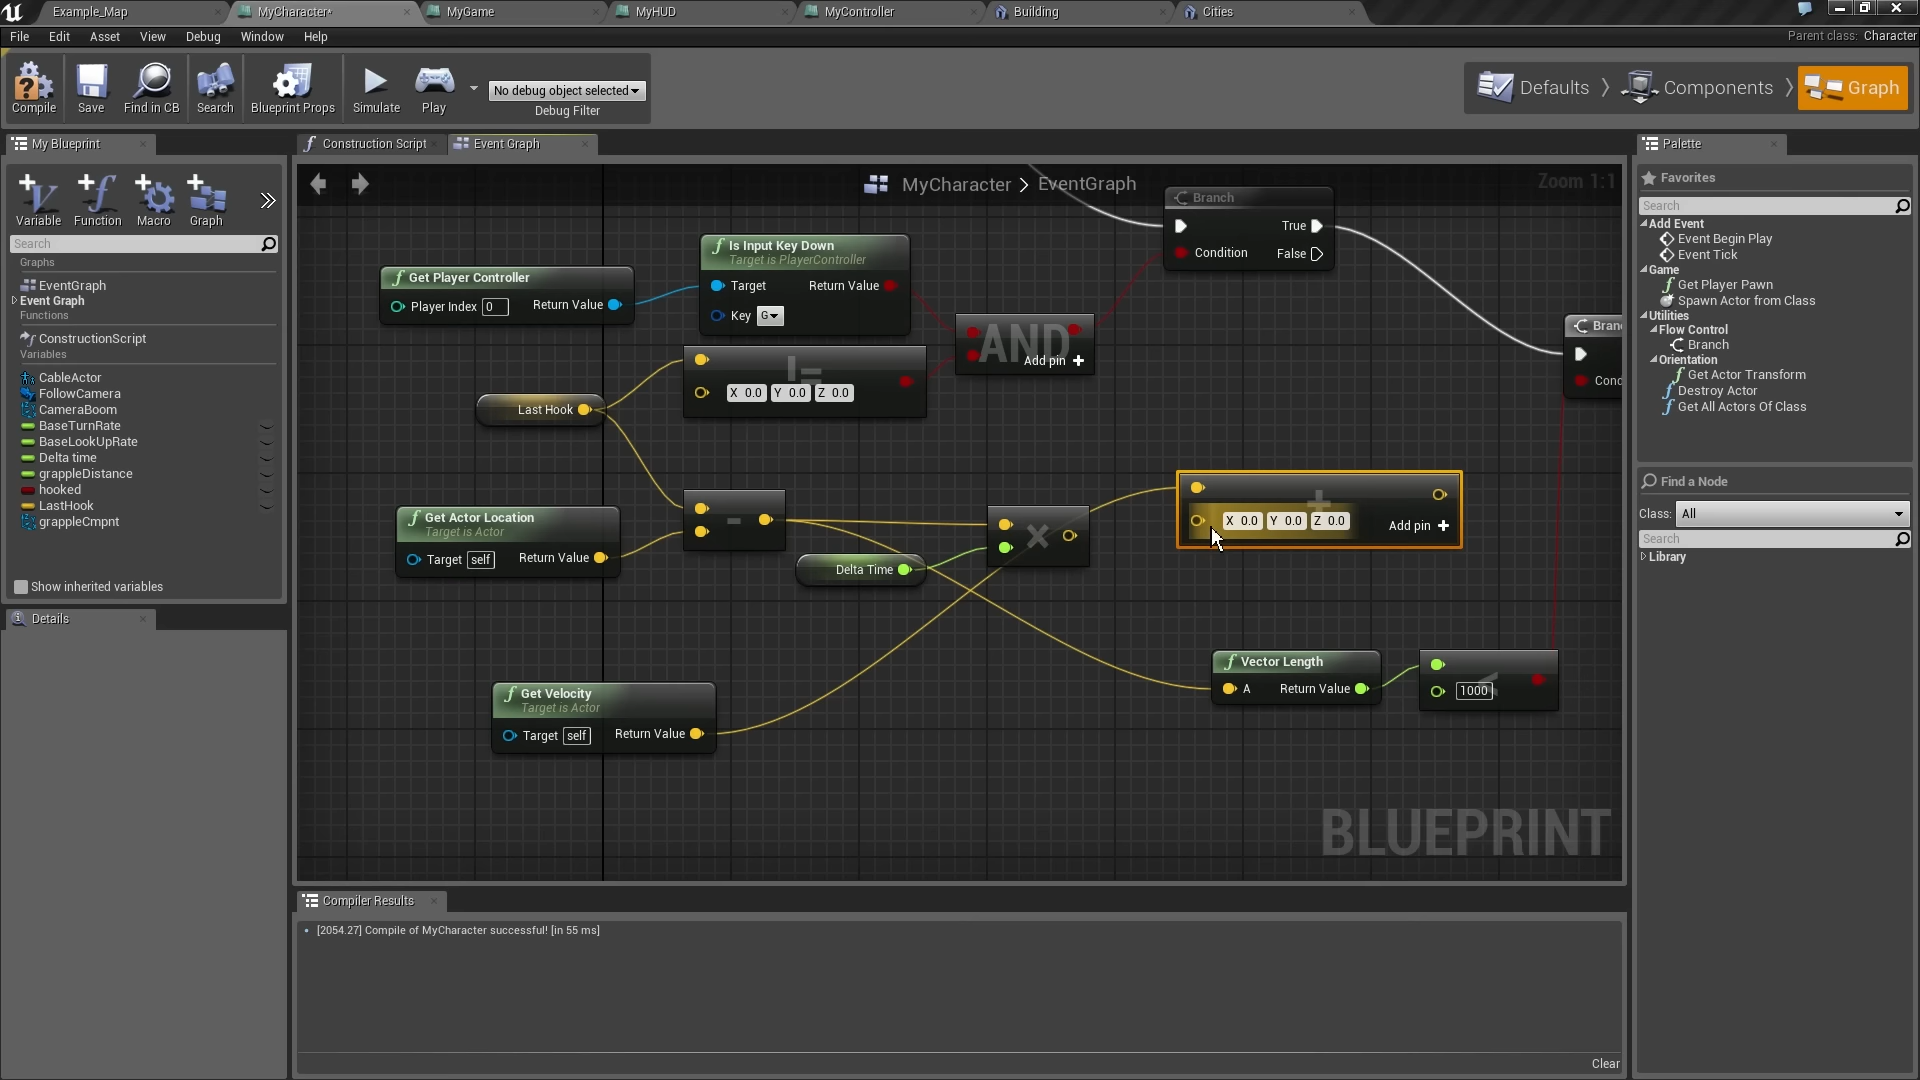 Example_Map
MyCharacter*
MyGame
MyHUD
MyController
Building
Cities
File Edit Asset View Debug Window Help
Parent class: Character
Compile
Save
Find in CB
Search
Blueprint Props
Simulate
Play
No debug object selected
Debug Filter
Defaults
Components
Graph
My Blueprint
Variable
Function
Macro
Graph
Search
Graphs
EventGraph
Event Graph
Functions
ConstructionScript
Variables
CableActor
FollowCamera
CameraBoom
BaseTurnRate
BaseLookUpRate
Delta time
grappleDistance
hooked
LastHook
grappleCmpnt
Show inherited variables
Details
Construction Script
Event Graph
MyCharacter > EventGraph
Zoom 1:1
Branch
True
Condition
False
Is Input Key Down
Target is PlayerController
Target
Return Value
Key G
Get Player Controller
Player Index 0
Return Value
AND
Add pin +
!=
X 0.0 Y 0.0 Z 0.0
Last Hook
Bran
Conc
Get Actor Location
Target is Actor
Target self
Return Value
-
Delta Time
×
+
X 0.0 Y 0.0 Z 0.0
Add pin +
Get Velocity
Target is Actor
Target self
Return Value
Vector Length
A
Return Value
<
1000
BLUEPRINT
Compiler Results
[2054.27] Compile of MyCharacter successful! [in 55 ms]
Clear
Palette
Favorites
Search
Add Event
Event Begin Play
Event Tick
Game
Get Player Pawn
Spawn Actor from Class
Utilities
Flow Control
Branch
Orientation
Get Actor Transform
Destroy Actor
Get All Actors Of Class
Find a Node
Class: All
Search
Library